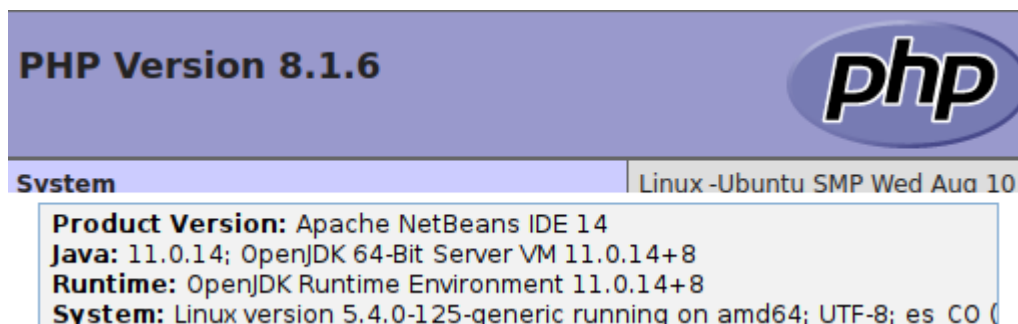 PHP Version 8.1.6
php
System
Linux -Ubuntu SMP Wed Aug 10
Product Version: Apache NetBeans IDE 14
Java: 11.0.14; OpenJDK 64-Bit Server VM 11.0.14+8
Runtime: OpenJDK Runtime Environment 11.0.14+8
System: Linux version 5.4.0-125-generic running on amd64; UTF-8; es_CO (